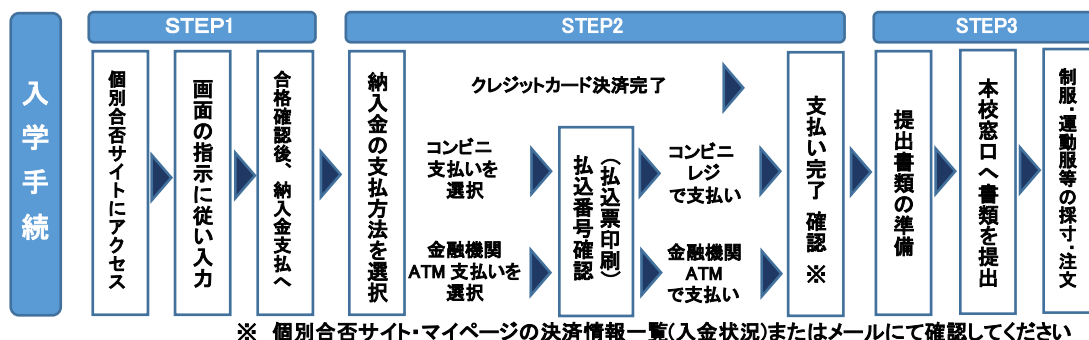 入学手続
STEP1
個別合否サイトにアクセス
画面の指示に従い入力
合格確認後、納入金支払へ
STEP2
納入金の支払方法を選択
クレジットカード決済完了
コンビニ
支払いを
選択
金融機関
ATM 支払いを
選択
払込番号確認
(払込票印刷)
コンビニ
レジ
で支払い
金融機関
ATM
で支払い
支払い完了 確認 ※
STEP3
提出書類の準備
本校窓口へ書類を提出
制服・運動服等の採寸・注文
※ 個別合否サイト・マイページの決済情報一覧(入金状況)またはメールにて確認してください